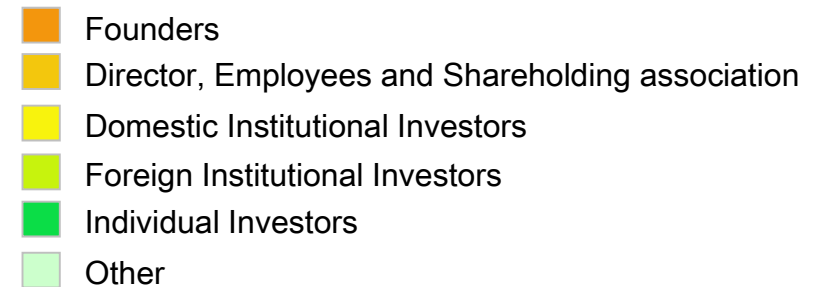 Founders
Director, Employees and Shareholding association
Domestic Institutional Investors
Foreign Institutional Investors
Individual Investors
Other